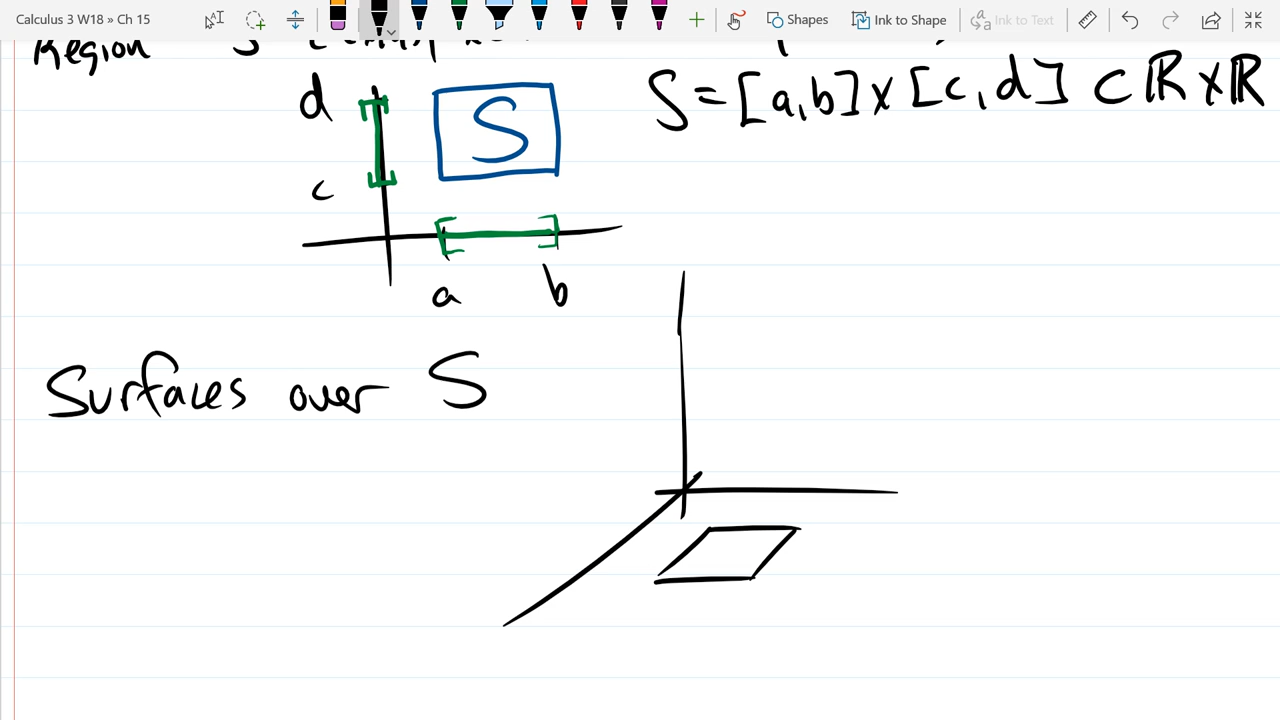 Calculus 3 W18 » Ch 15
Shapes
Ink to Shape
Ink to Text
Region
S = [a,b] × [c,d] ⊂ ℝ × ℝ
d
S
c
a
b
Surfaces over S